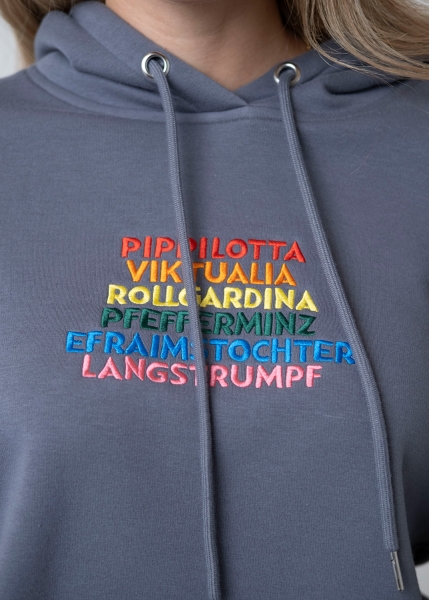 PIPPILOTTA
VIKTUALIA
ROLLGARDINA
PFEFFERMINZ
EFRAIMSTOCHTER
LANGSTRUMPF